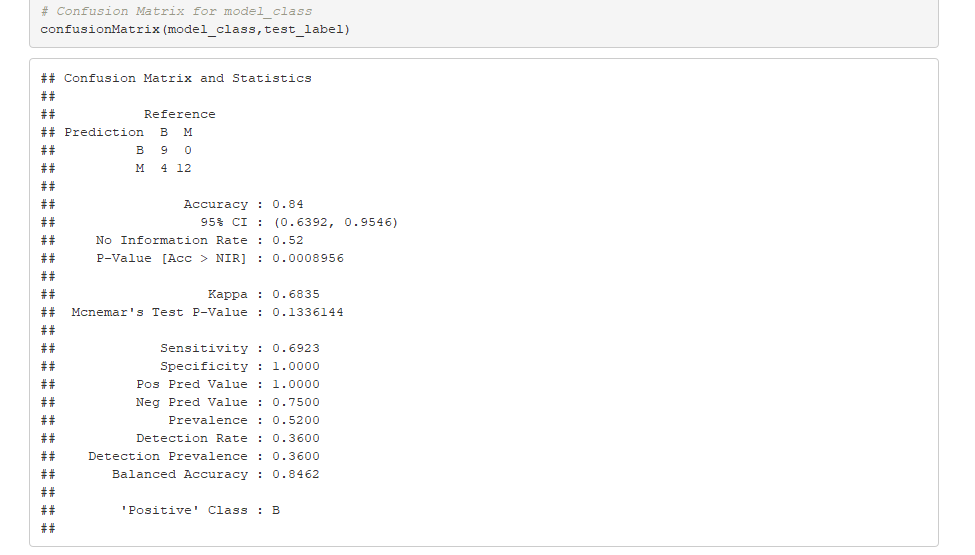 # Confusion Matrix for model_class
confusionMatrix(model_class,test_label)
## Confusion Matrix and Statistics
##
##           Reference
## Prediction  B  M
##          B  9  0
##          M  4 12
##
##                Accuracy : 0.84
##                  95% CI : (0.6392, 0.9546)
##     No Information Rate : 0.52
##     P-Value [Acc > NIR] : 0.0008956
##
##                   Kappa : 0.6835
##  Mcnemar's Test P-Value : 0.1336144
##
##             Sensitivity : 0.6923
##             Specificity : 1.0000
##          Pos Pred Value : 1.0000
##          Neg Pred Value : 0.7500
##              Prevalence : 0.5200
##          Detection Rate : 0.3600
##    Detection Prevalence : 0.3600
##       Balanced Accuracy : 0.8462
##
##        'Positive' Class : B
##